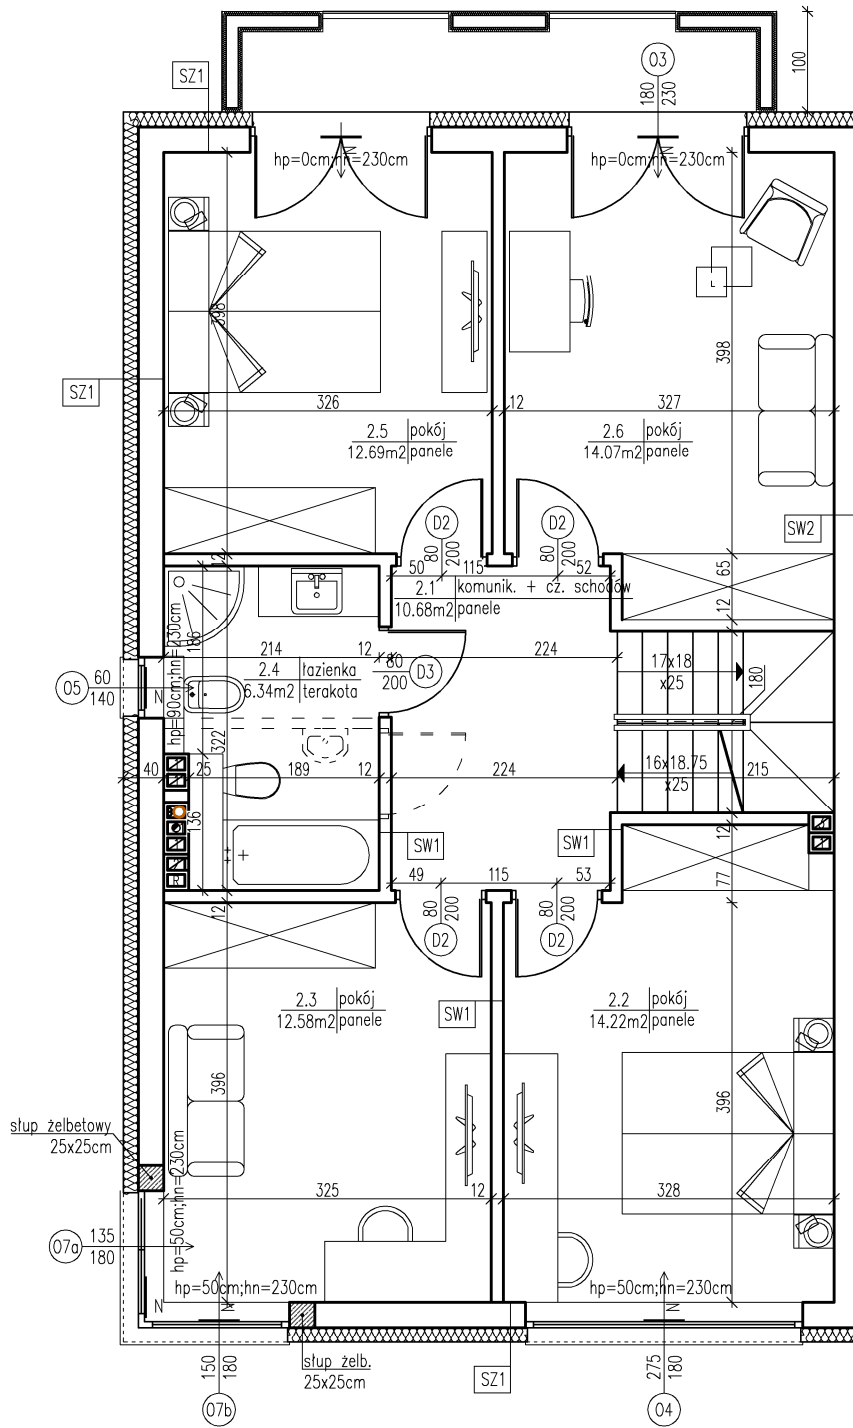 SZ1
O3
180
230
100
hp=0cm;hn=230cm
hp=0cm;hn=230cm
N
N
398
398
SZ1
326
12
327
2.5 pokój
12.69m2 panele
2.6 pokój
14.07m2 panele
D2
80
200
D2
80
200
SW2
12
50
115
52
65
2.1 komunik. + cz. schodów
10.68m2 panele
12
hp=90cm;hn=230cm
186
214
12
80
200
D3
224
17x18
x25
180
2.4 łazienka
6.34m2 terakota
O5
60
140
N
322
40
25
189
12
224
16x18.75
x25
215
136
SW1
SW1
12
77
R
49
115
53
12
80
200
D2
80
200
D2
2.3 pokój
12.58m2 panele
SW1
2.2 pokój
14.22m2 panele
396
396
słup żelbetowy
25x25cm
hp=50cm;hn=230cm
325
12
328
O7a
135
180
hp=50cm;hn=230cm
hp=50cm;hn=230cm
N
N
N
150
180
O7b
słup żelb.
25x25cm
SZ1
275
180
O4